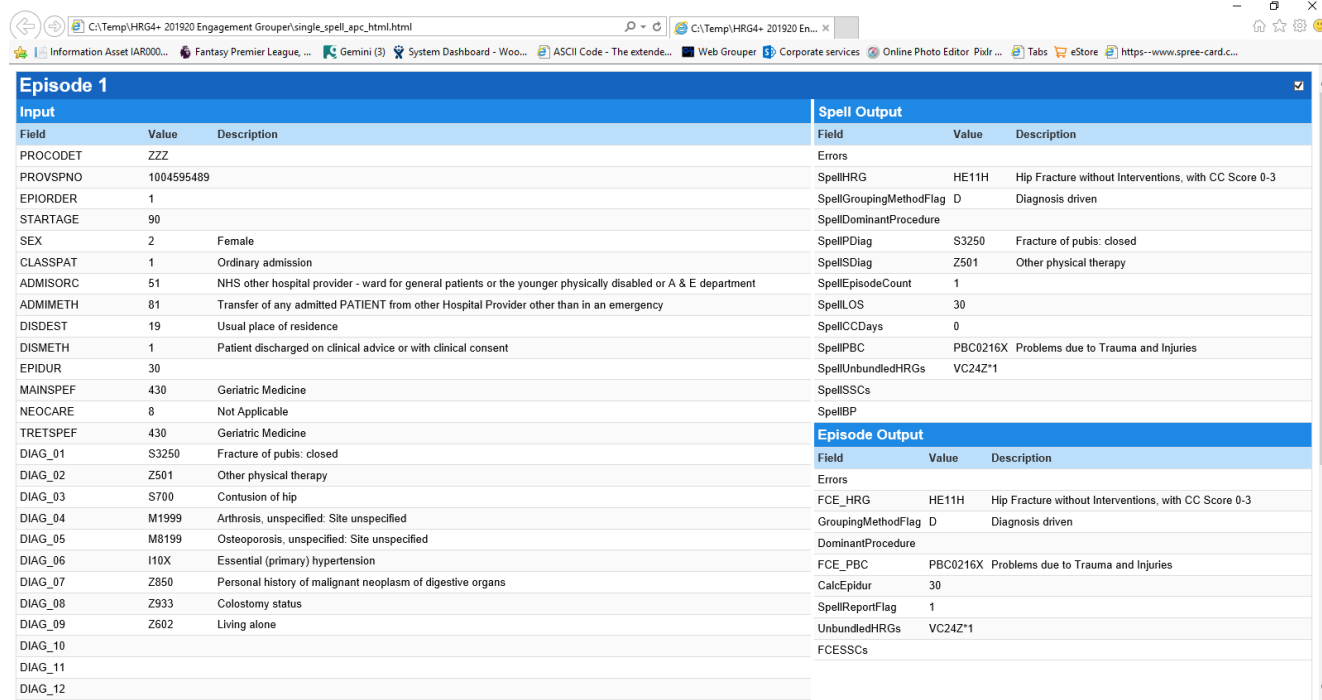 C:\Temp\HRG4+ 201920 Engagement Grouper\single_spell_apc_html.html
C:\Temp\HRG4+ 201920 En...
Information Asset IAR000... Fantasy Premier League, ... Gemini (3) System Dashboard - Woo... ASCII Code - The extende... Web Grouper Corporate services Online Photo Editor Pixlr ... Tabs eStore https--www.spree-card.c...
Episode 1
Input
Field Value Description
PROCODET ZZZ
PROVSPNO 1004595489
EPIORDER 1
STARTAGE 90
SEX 2 Female
CLASSPAT 1 Ordinary admission
ADMISORC 51 NHS other hospital provider - ward for general patients or the younger physically disabled or A & E department
ADMIMETH 81 Transfer of any admitted PATIENT from other Hospital Provider other than in an emergency
DISDEST 19 Usual place of residence
DISMETH 1 Patient discharged on clinical advice or with clinical consent
EPIDUR 30
MAINSPEF 430 Geriatric Medicine
NEOCARE 8 Not Applicable
TRETSPEF 430 Geriatric Medicine
DIAG_01 S3250 Fracture of pubis: closed
DIAG_02 Z501 Other physical therapy
DIAG_03 S700 Contusion of hip
DIAG_04 M1999 Arthrosis, unspecified: Site unspecified
DIAG_05 M8199 Osteoporosis, unspecified: Site unspecified
DIAG_06 I10X Essential (primary) hypertension
DIAG_07 Z850 Personal history of malignant neoplasm of digestive organs
DIAG_08 Z933 Colostomy status
DIAG_09 Z602 Living alone
DIAG_10
DIAG_11
DIAG_12
Spell Output
Field Value Description
Errors
SpellHRG HE11H Hip Fracture without Interventions, with CC Score 0-3
SpellGroupingMethodFlag D Diagnosis driven
SpellDominantProcedure
SpellPDiag S3250 Fracture of pubis: closed
SpellSDiag Z501 Other physical therapy
SpellEpisodeCount 1
SpellLOS 30
SpellCCDays 0
SpellPBC PBC0216X Problems due to Trauma and Injuries
SpellUnbundledHRGs VC24Z*1
SpellSSCs
SpellBP
Episode Output
Field Value Description
Errors
FCE_HRG HE11H Hip Fracture without Interventions, with CC Score 0-3
GroupingMethodFlag D Diagnosis driven
DominantProcedure
FCE_PBC PBC0216X Problems due to Trauma and Injuries
CalcEpidur 30
SpellReportFlag 1
UnbundledHRGs VC24Z*1
FCESSCs